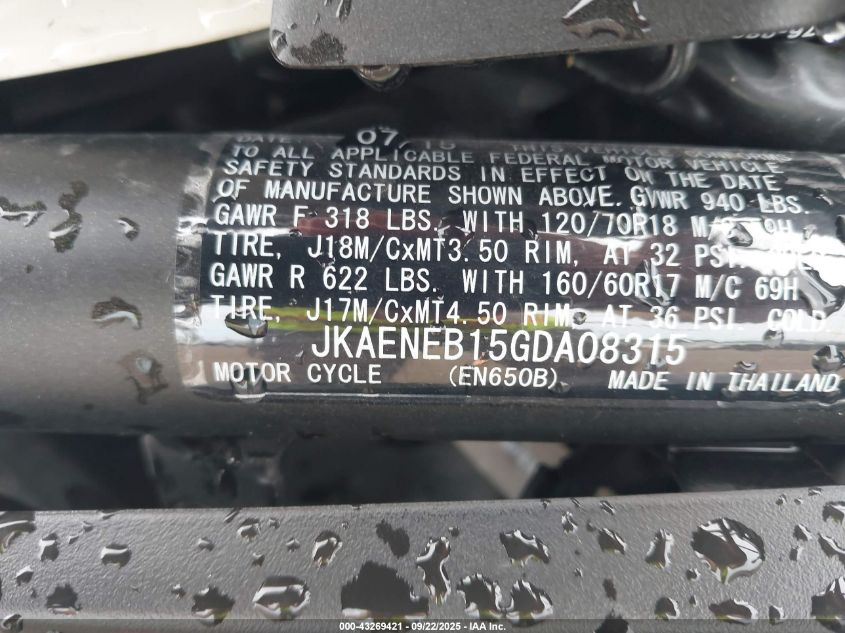 DATE: 07/15 THIS VEHICLE
TO ALL APPLICABLE FEDERAL MOTOR VEHICLE
SAFETY STANDARDS IN EFFECT ON THE DATE
OF MANUFACTURE SHOWN ABOVE. GVWR 940 LBS.
GAWR F 318 LBS. WITH 120/70R18
TIRE, J18M/CxMT3.50 RIM, AT 32 PSI.
GAWR R 622 LBS. WITH 160/60R17 M/C 69H
TIRE, J17M/CxMT4.50 RIM, AT 36 PSI. COLD.
JKAENEB15GDA08315
MOTOR CYCLE (EN650B) MADE IN THAILAND
000-43269421 - 09/22/2025 - IAA Inc.